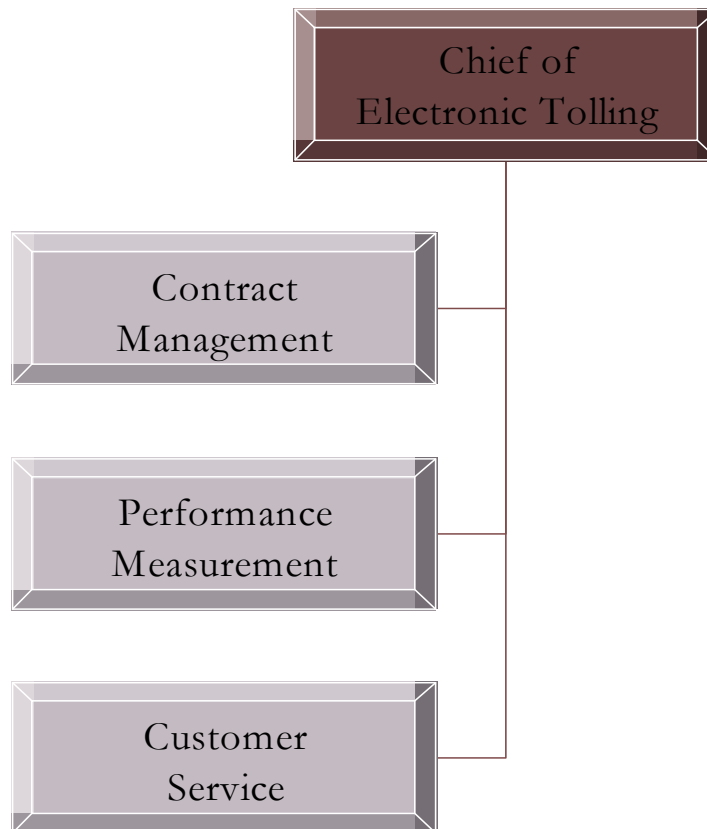 Chief of
Electronic Tolling
Contract
Management
Performance
Measurement
Customer
Service